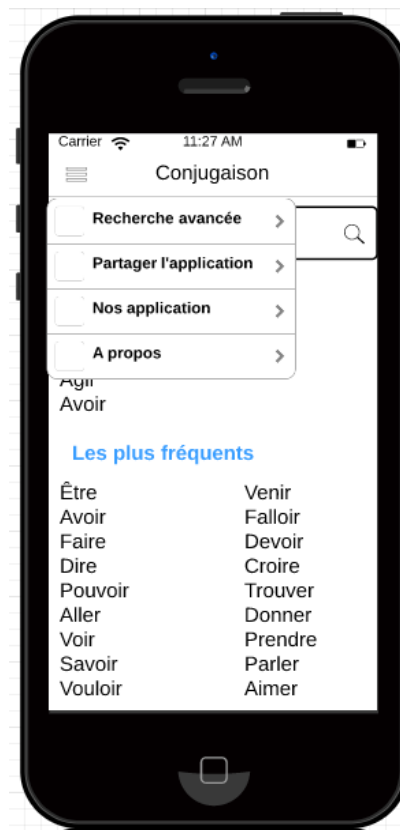 Carrier 11:27 AM
Conjugaison
Recherche avancée
Partager l'application
Nos application
A propos
Agir
Avoir
Les plus fréquents
Être Venir
Avoir Falloir
Faire Devoir
Dire Croire
Pouvoir Trouver
Aller Donner
Voir Prendre
Savoir Parler
Vouloir Aimer